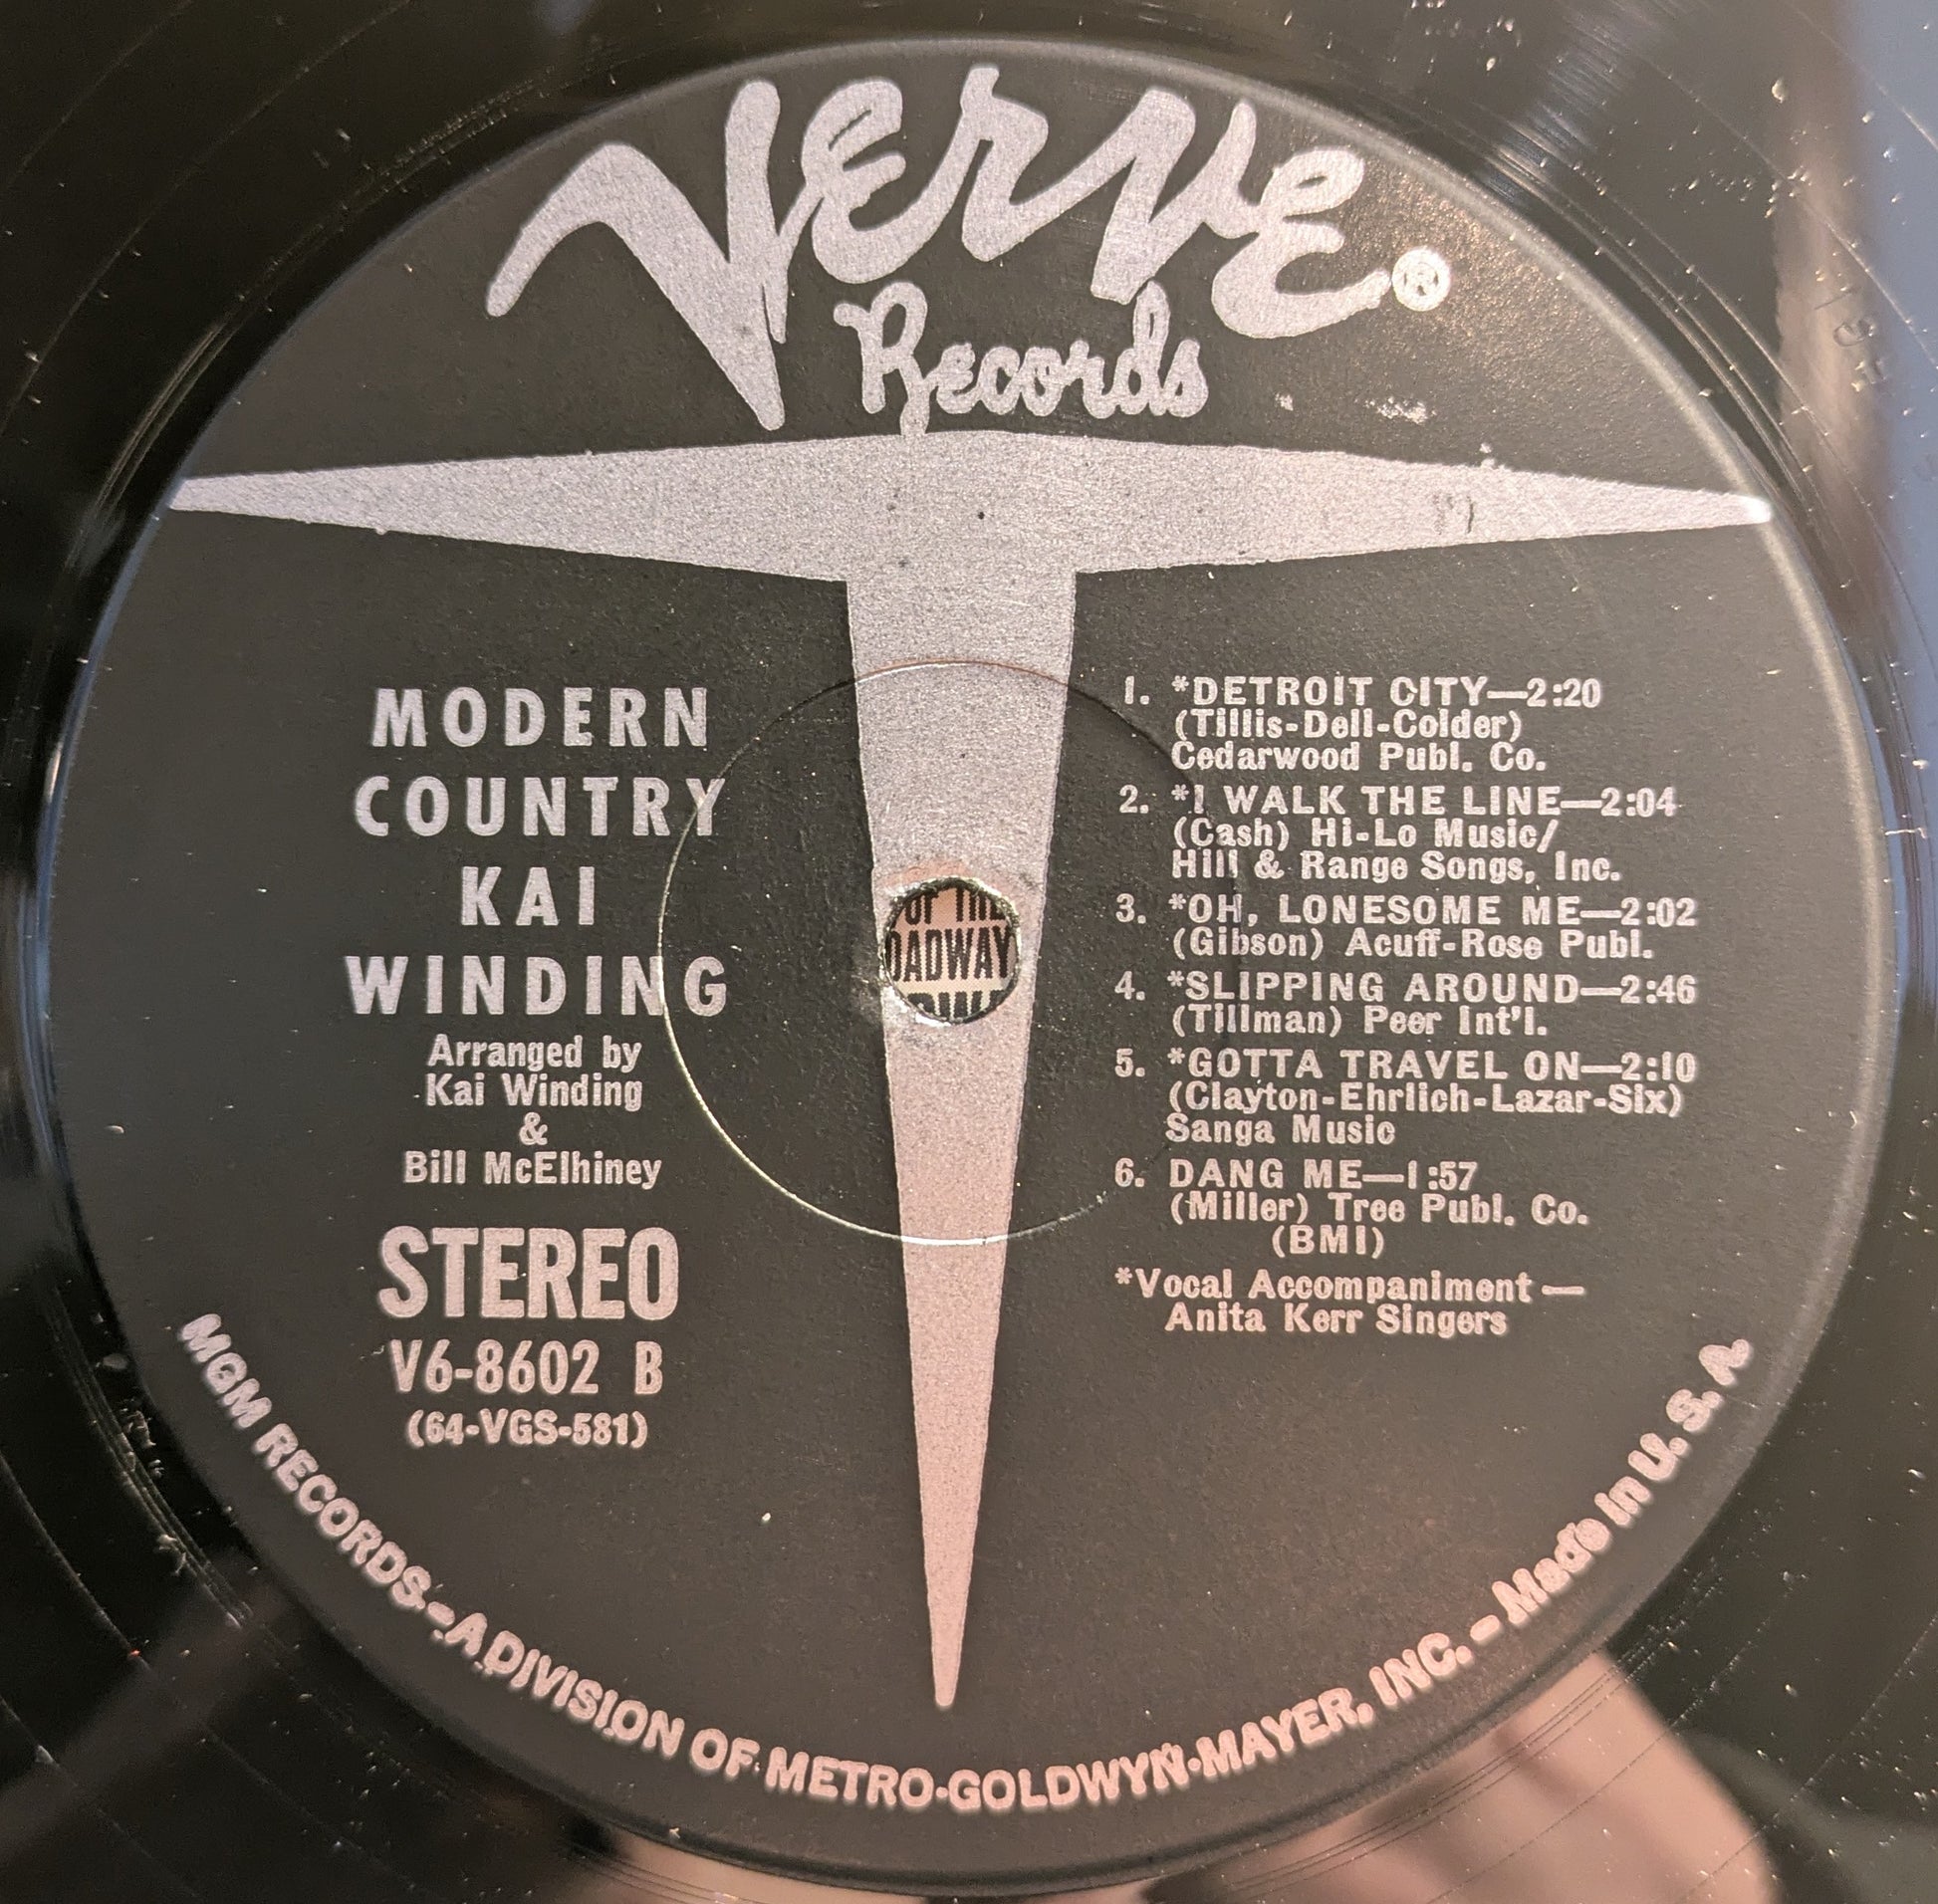 Verve®
Records
MODERN
COUNTRY
KAI
WINDING
Arranged by
Kai Winding
&
Bill McElhiney
STEREO
V6-8602 B
(64-VGS-581)
1. *DETROIT CITY—2:20
(Tillis-Dell-Colder)
Cedarwood Publ. Co.
2. *I WALK THE LINE—2:04
(Cash) Hi-Lo Music/
Hill & Range Songs, Inc.
3. *OH, LONESOME ME—2:02
(Gibson) Acuff-Rose Publ.
4. *SLIPPING AROUND—2:46
(Tillman) Peer Int'l.
5. *GOTTA TRAVEL ON—2:10
(Clayton-Ehrlich-Lazar-Six)
Sanga Music
6. DANG ME—1:57
(Miller) Tree Publ. Co.
(BMI)
*Vocal Accompaniment—
Anita Kerr Singers
OF THE
OADWAY
MGM RECORDS–A DIVISION OF METRO-GOLDWYN-MAYER, INC. – Made in U. S. A.